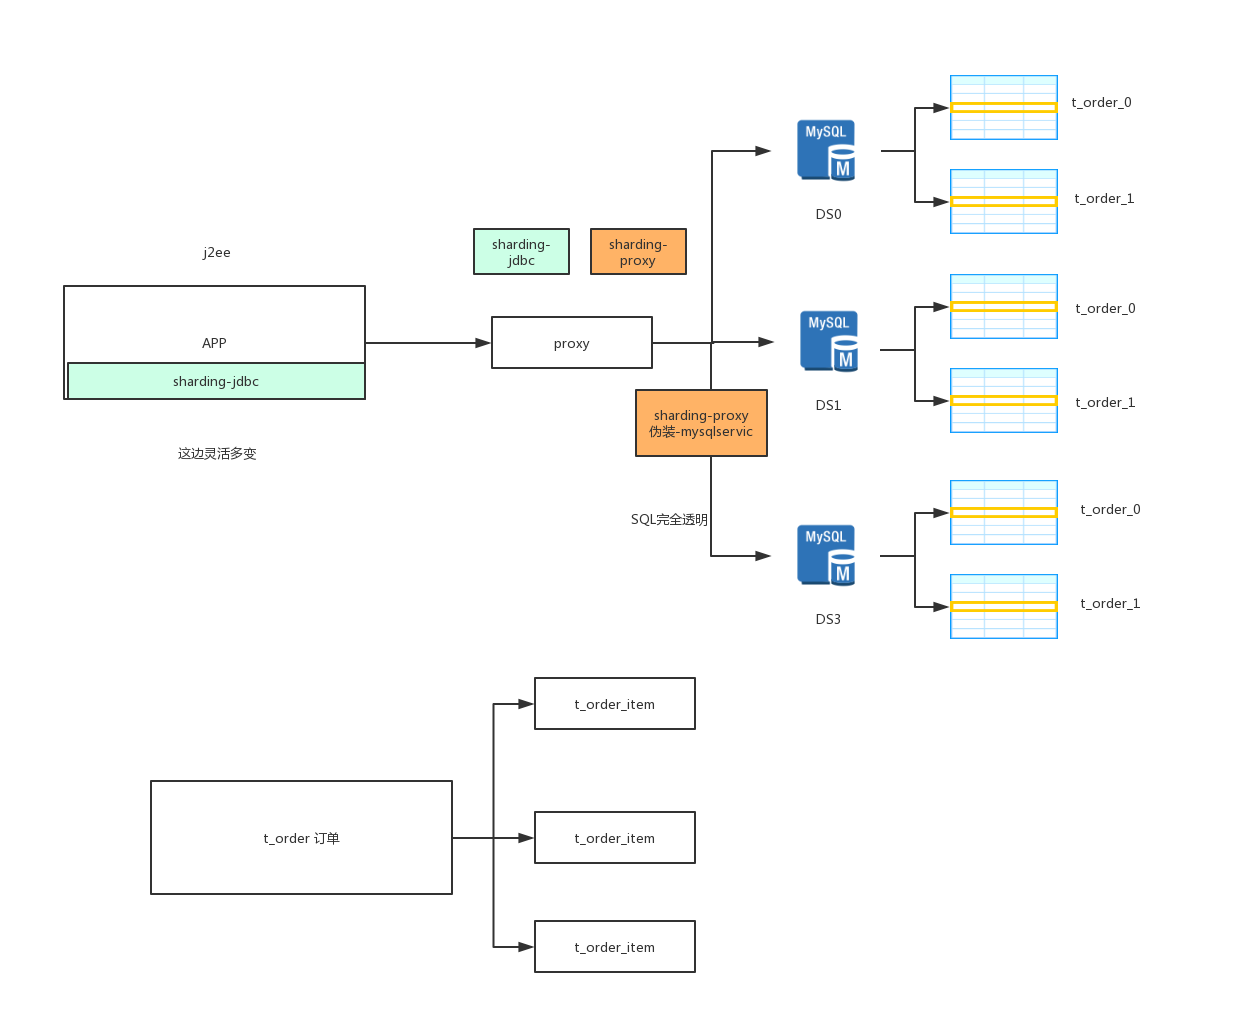 j2ee
APP
sharding-jdbc
这边灵活多变
sharding-
jdbc
sharding-
proxy
proxy
sharding-proxy
伪装-mysqlservic
SQL完全透明
MySQL
M
DS0
t_order_0
t_order_1
MySQL
M
DS1
t_order_0
t_order_1
MySQL
M
DS3
t_order_0
t_order_1
t_order 订单
t_order_item
t_order_item
t_order_item